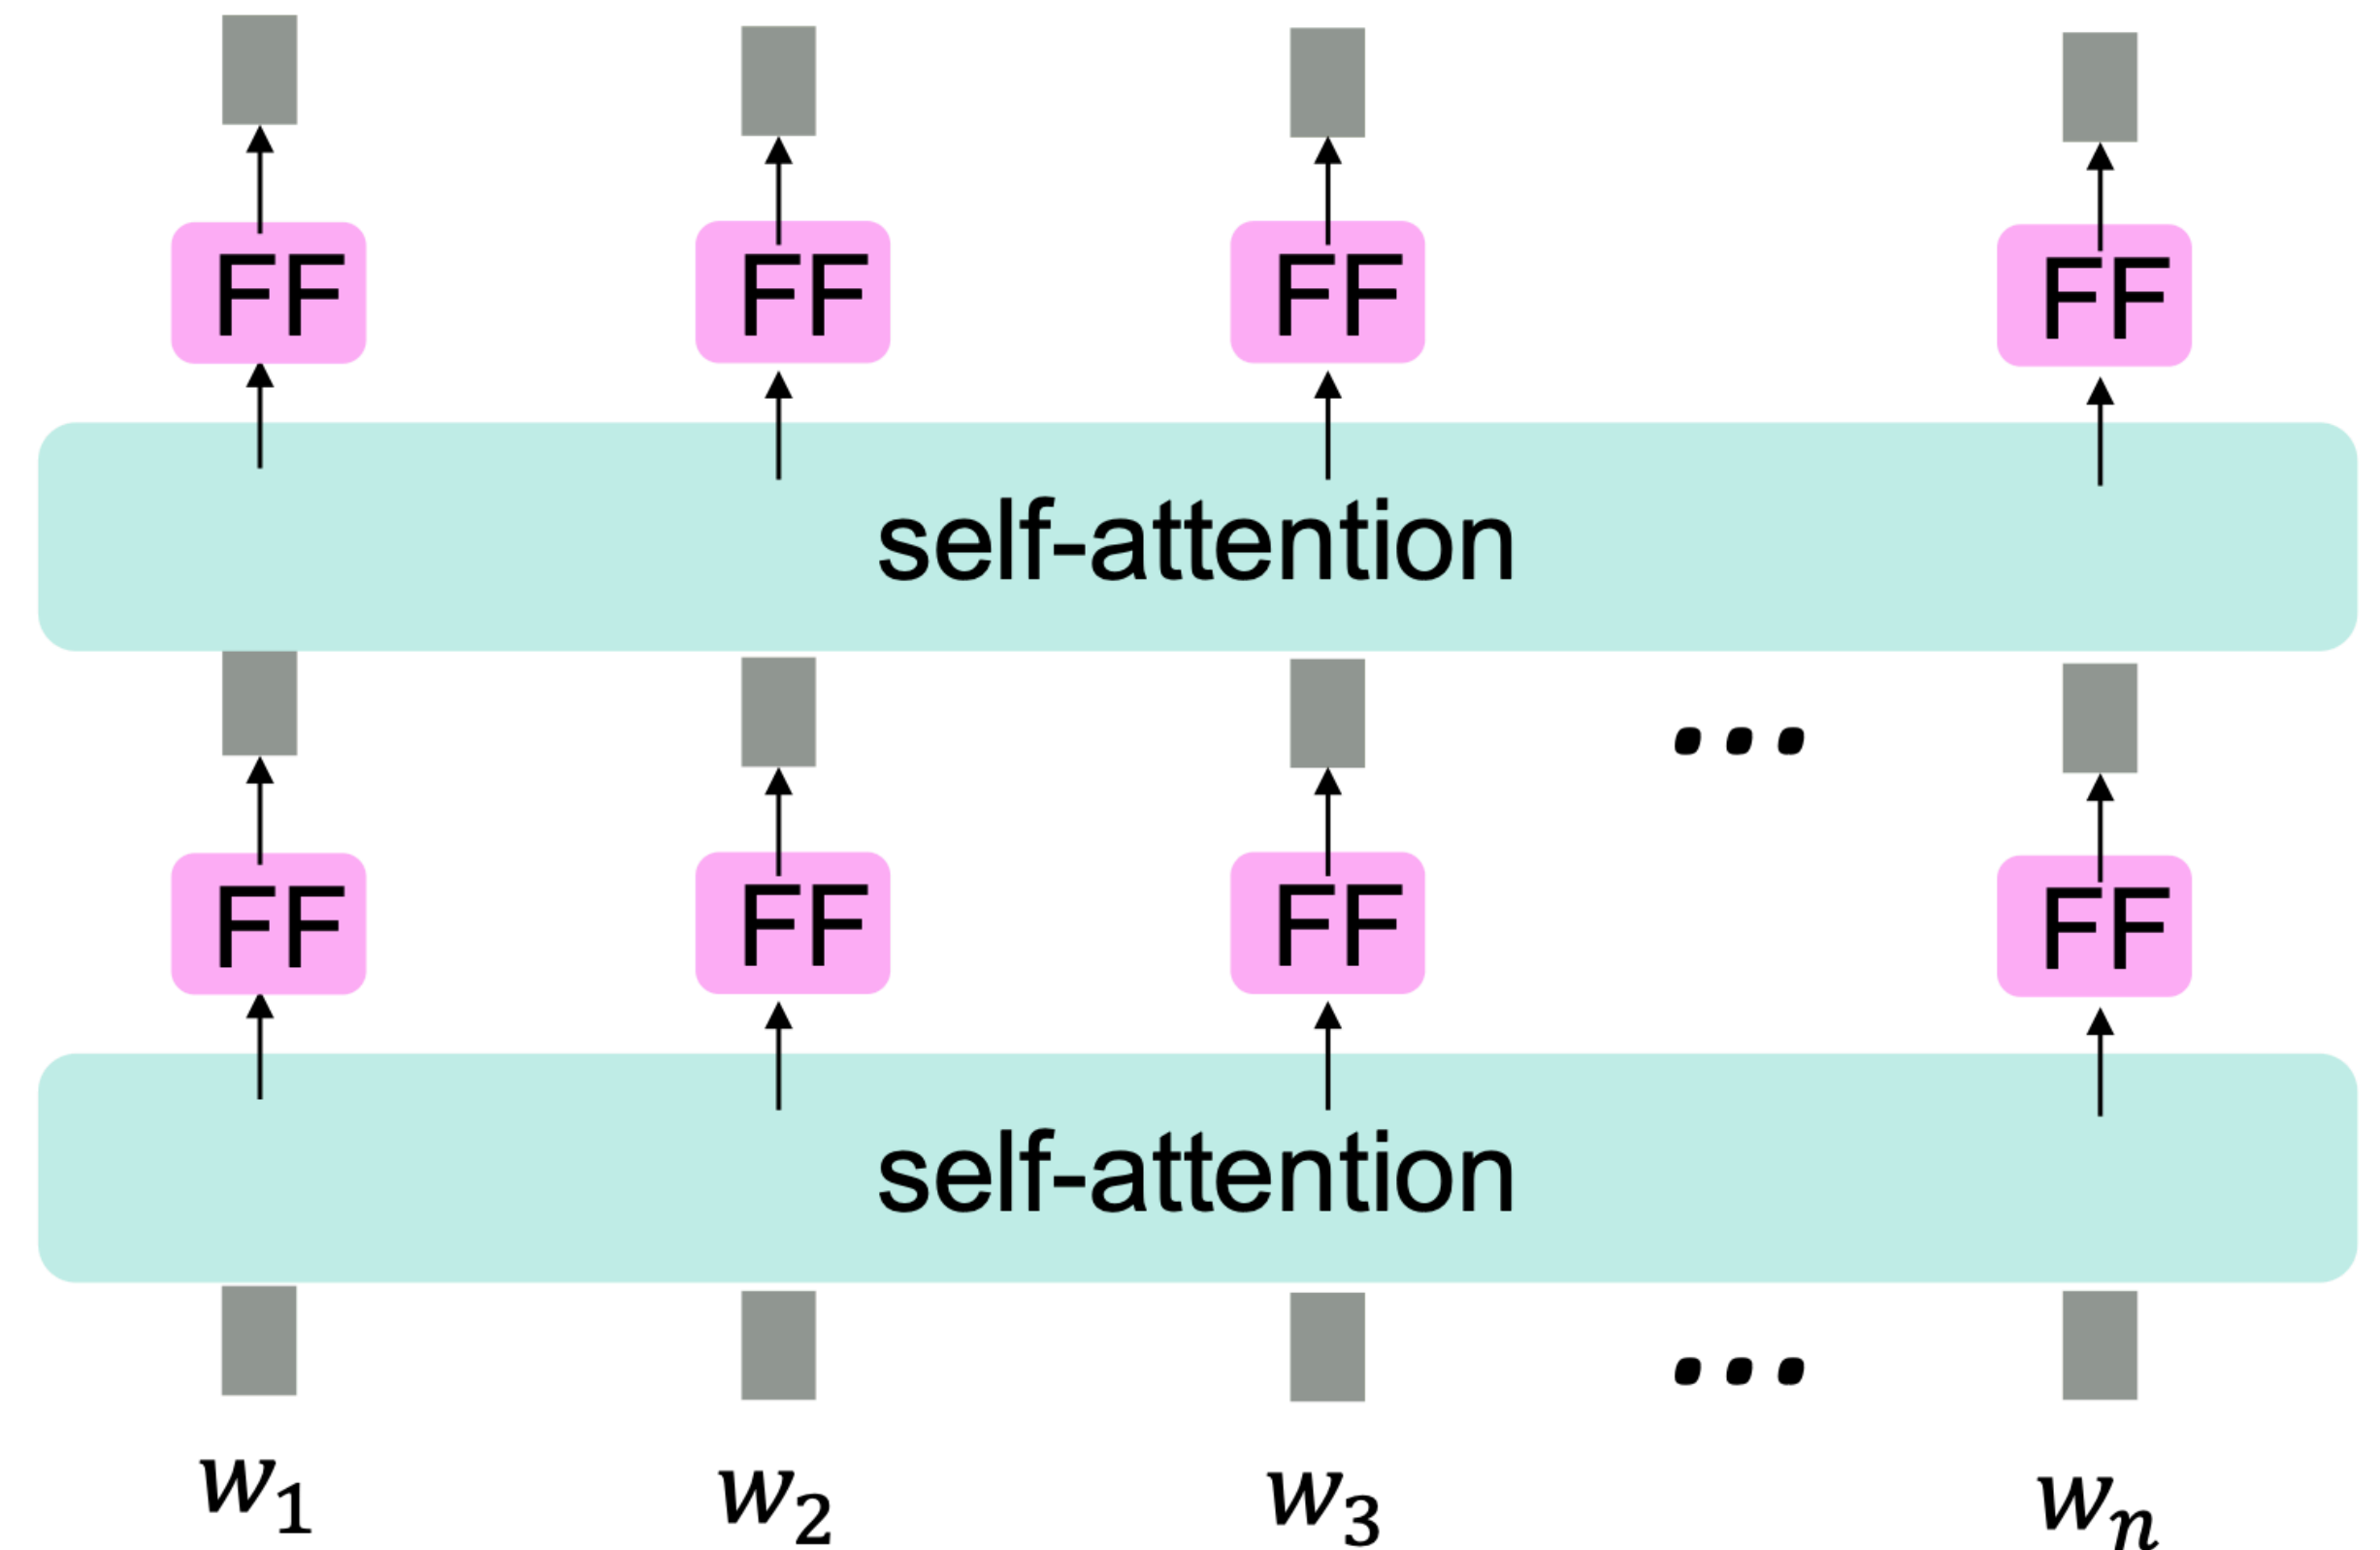 FF FF FF FF
self-attention
...
FF FF FF FF
self-attention
...
w₁ w₂ w₃ wₙ